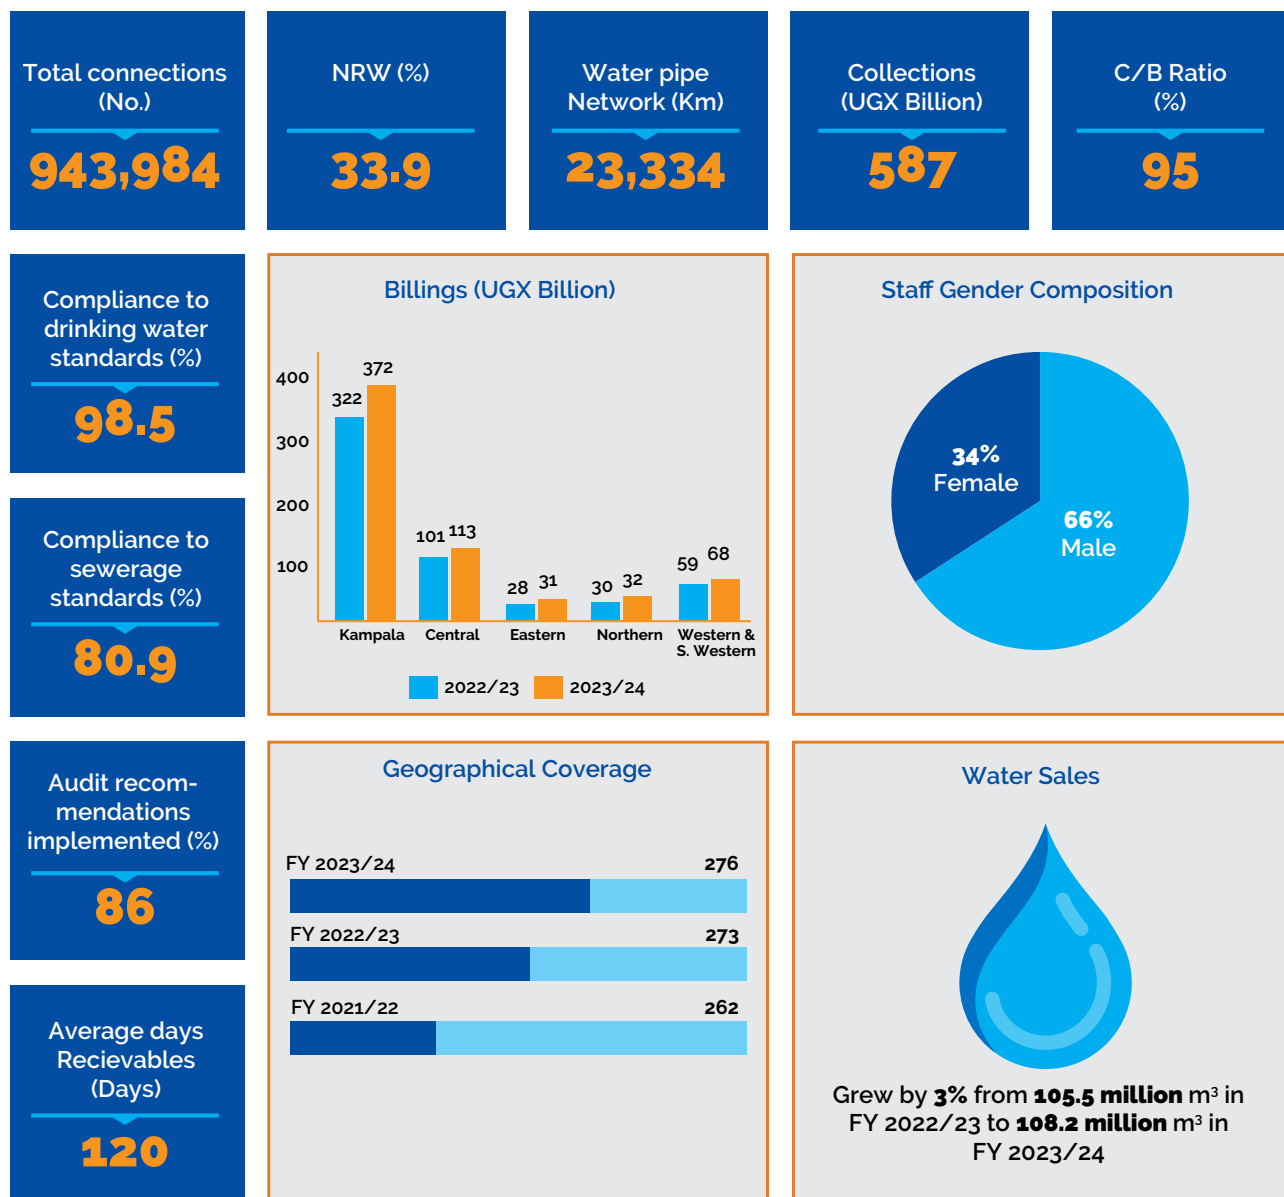 Total connections
(No.)
943,984
NRW (%)
33.9
Water pipe
Network (Km)
23,334
Collections
(UGX Billion)
587
C/B Ratio
(%)
95
Compliance to
drinking water
standards (%)
98.5
Compliance to
sewerage
standards (%)
80.9
Audit recom-
mendations
implemented (%)
86
Average days
Recievables
(Days)
120
Billings (UGX Billion)
400
300
200
100
322
372
101
113
28
31
30
32
59
68
Kampala
Central
Eastern
Northern
Western &
S. Western
2022/23
2023/24
Staff Gender Composition
34%
Female
66%
Male
Geographical Coverage
FY 2023/24
276
FY 2022/23
273
FY 2021/22
262
Water Sales
Grew by 3% from 105.5 million m³ in
FY 2022/23 to 108.2 million m³ in
FY 2023/24